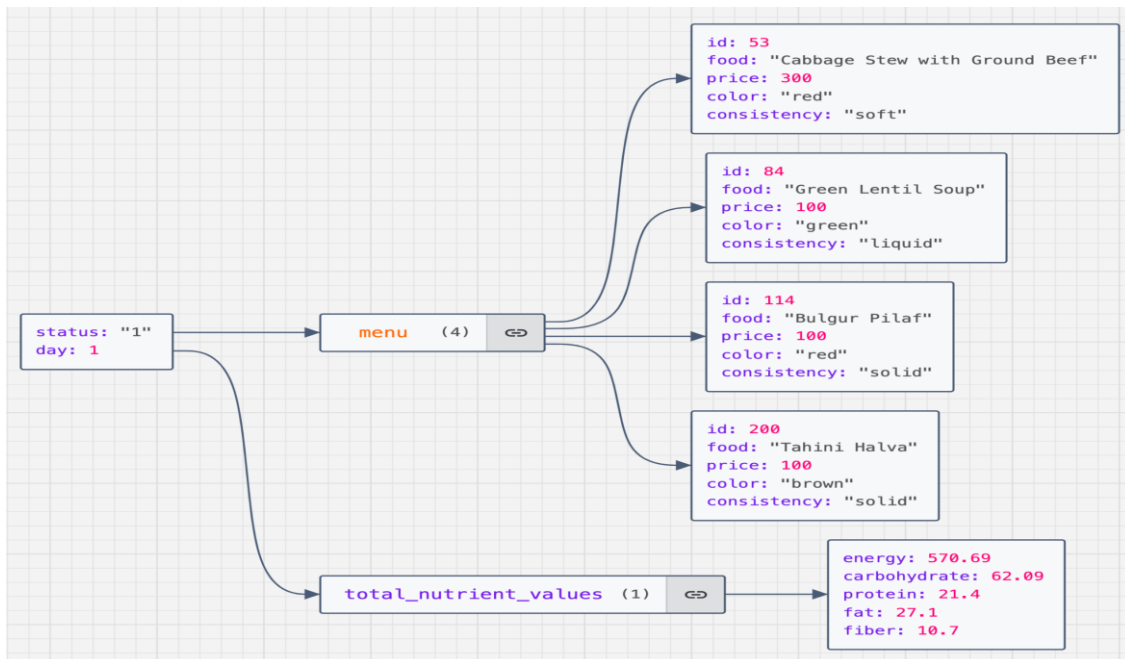 id: 53
food: "Cabbage Stew with Ground Beef"
price: 300
color: "red"
consistency: "soft"
id: 84
food: "Green Lentil Soup"
price: 100
color: "green"
consistency: "liquid"
id: 114
food: "Bulgur Pilaf"
price: 100
color: "red"
consistency: "solid"
status: "1"
day: 1
menu (4)
id: 200
food: "Tahini Halva"
price: 100
color: "brown"
consistency: "solid"
total_nutrient_values (1)
energy: 570.69
carbohydrate: 62.09
protein: 21.4
fat: 27.1
fiber: 10.7